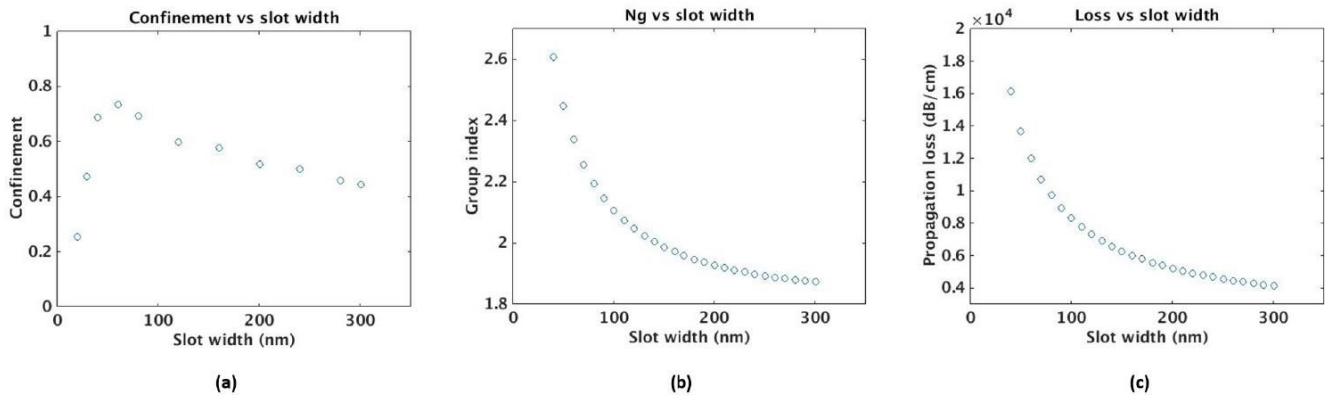 Confinement vs slot width
1
0.8
0.6
0.4
0.2
0
Confinement
0
100
200
300
Slot width (nm)
(a)
Ng vs slot width
2.6
2.4
2.2
2
1.8
Group index
0
100
200
300
Slot width (nm)
(b)
×10⁴
Loss vs slot width
2
1.8
1.6
1.4
1.2
1
0.8
0.6
0.4
Propagation loss (dB/cm)
0
100
200
300
Slot width (nm)
(c)